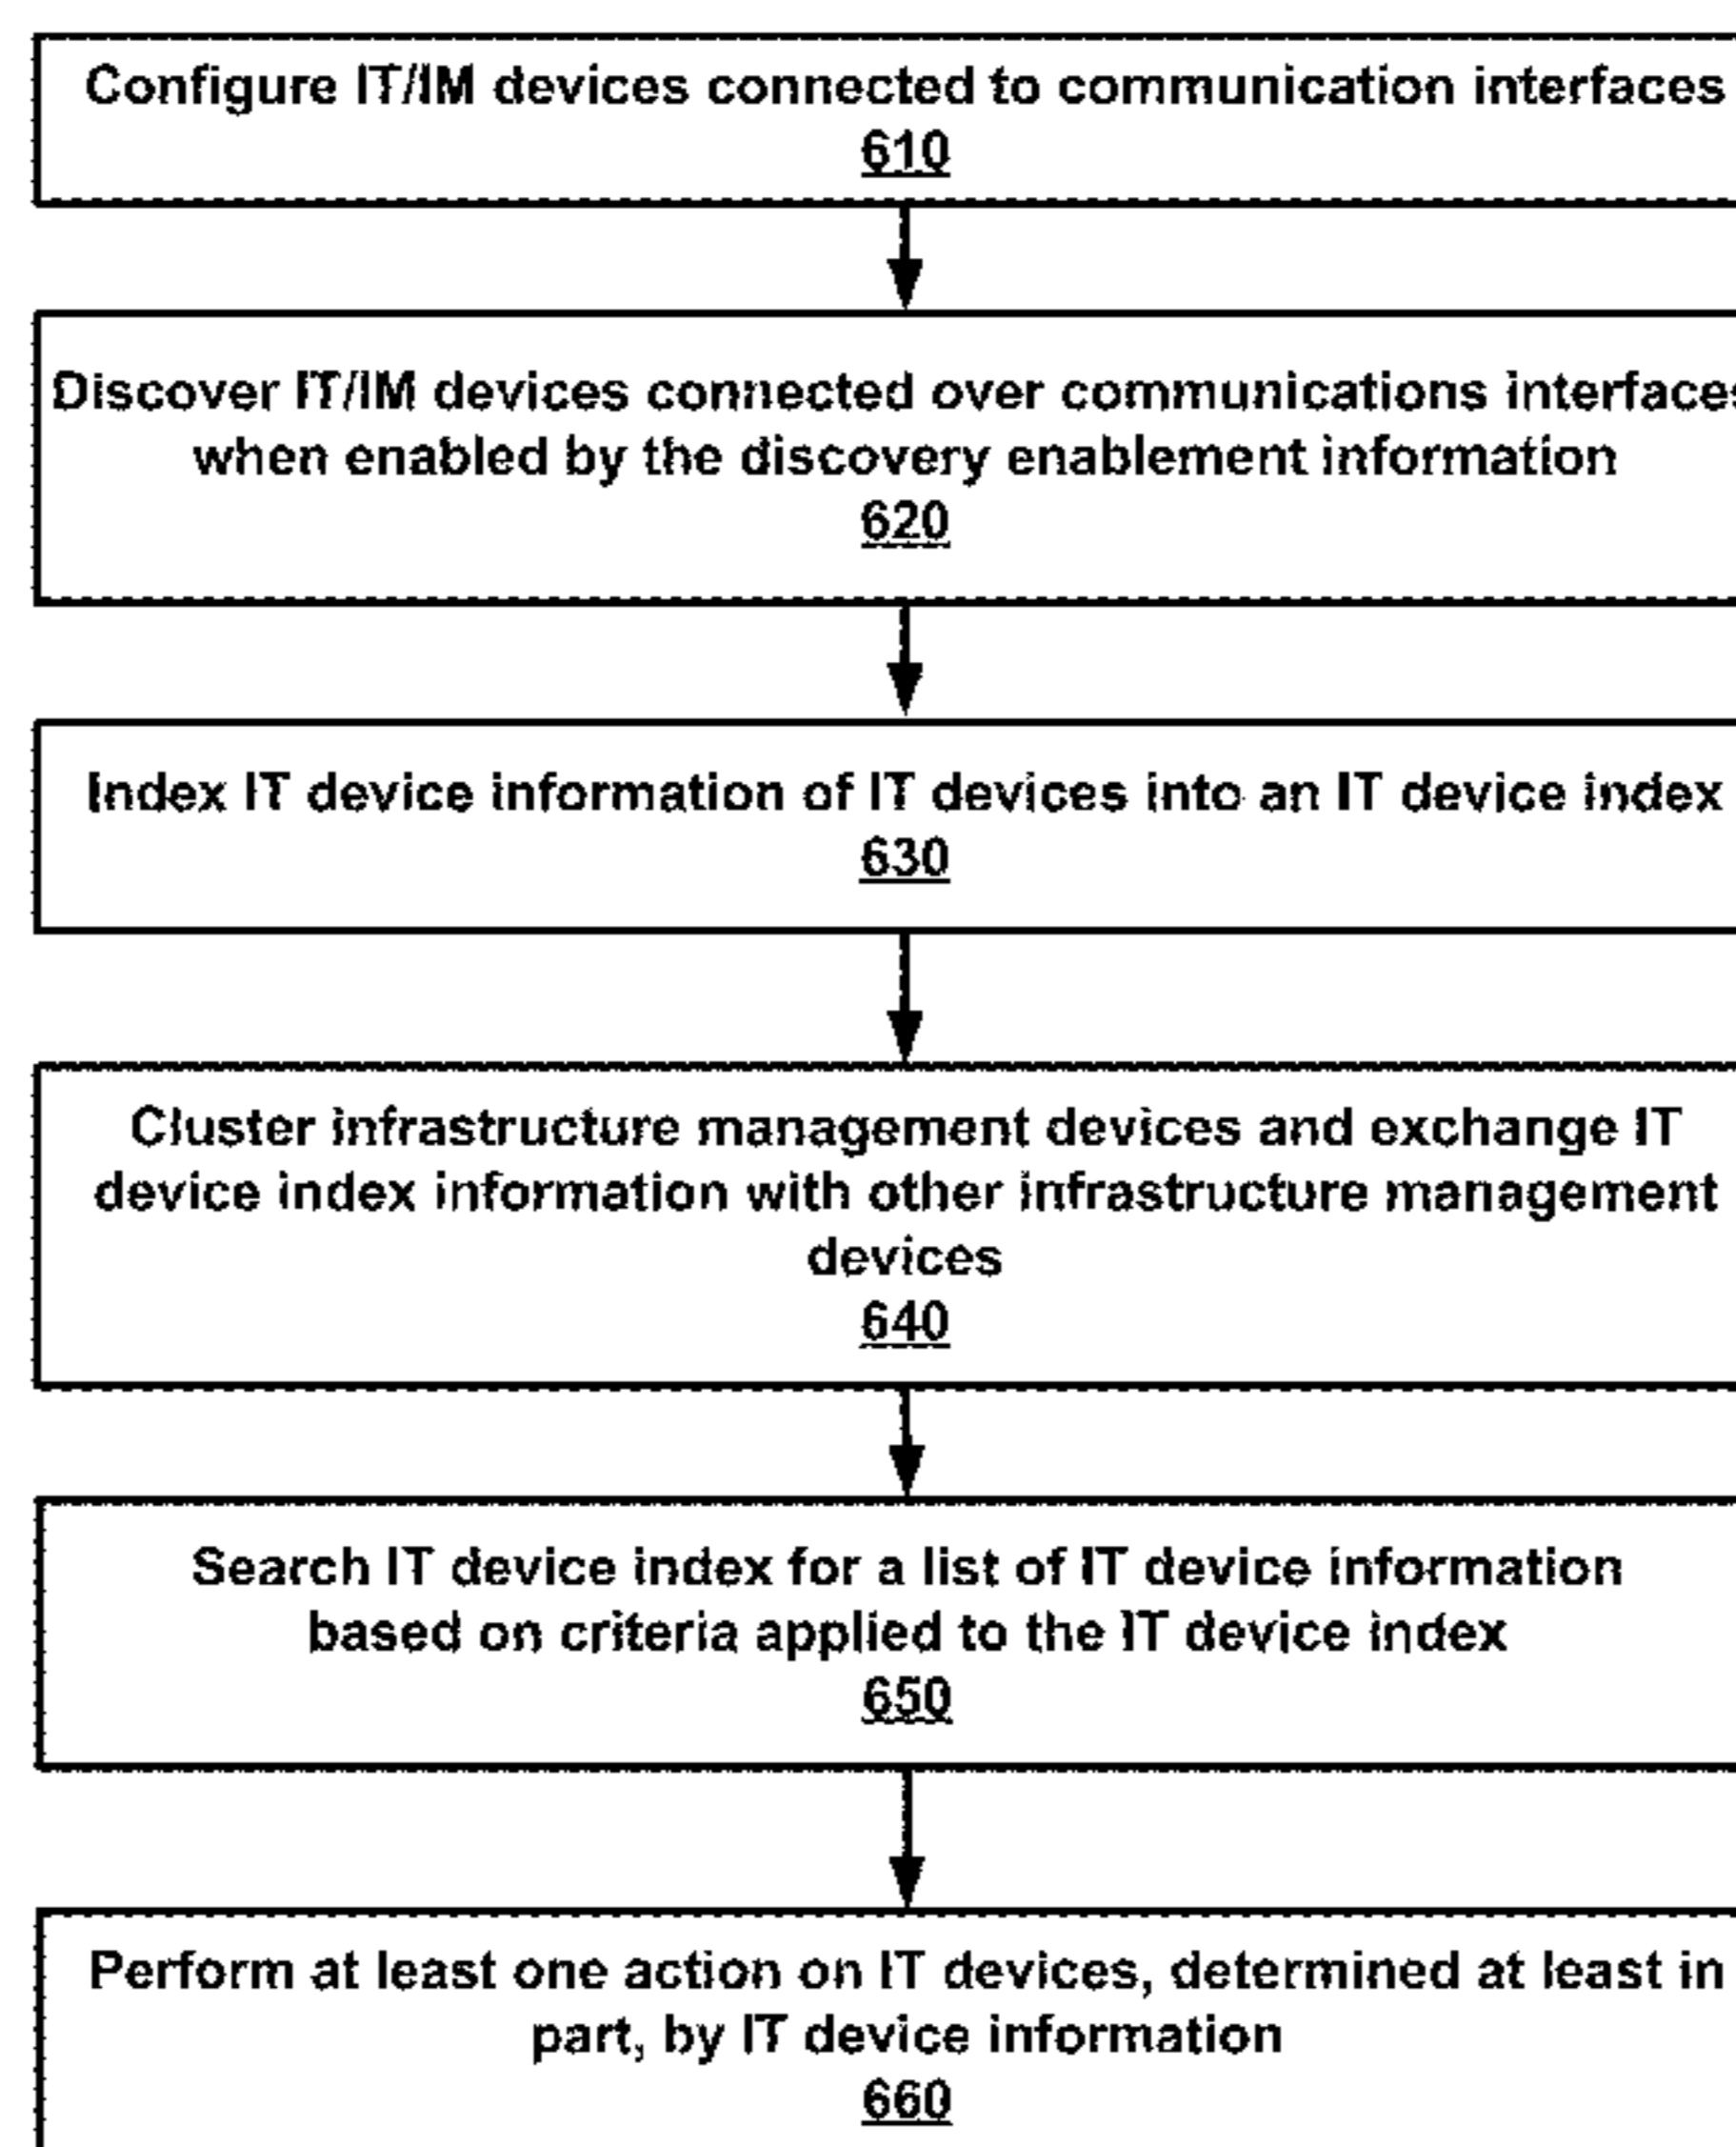 Configure IT/IM devices connected to communication interfaces
610
Discover IT/IM devices connected over communications interfaces
when enabled by the discovery enablement information
620
Index IT device information of IT devices into an IT device index
630
Cluster infrastructure management devices and exchange IT
device index information with other infrastructure management
devices
640
Search IT device index for a list of IT device information
based on criteria applied to the IT device index
650
Perform at least one action on IT devices, determined at least in
part, by IT device information
660